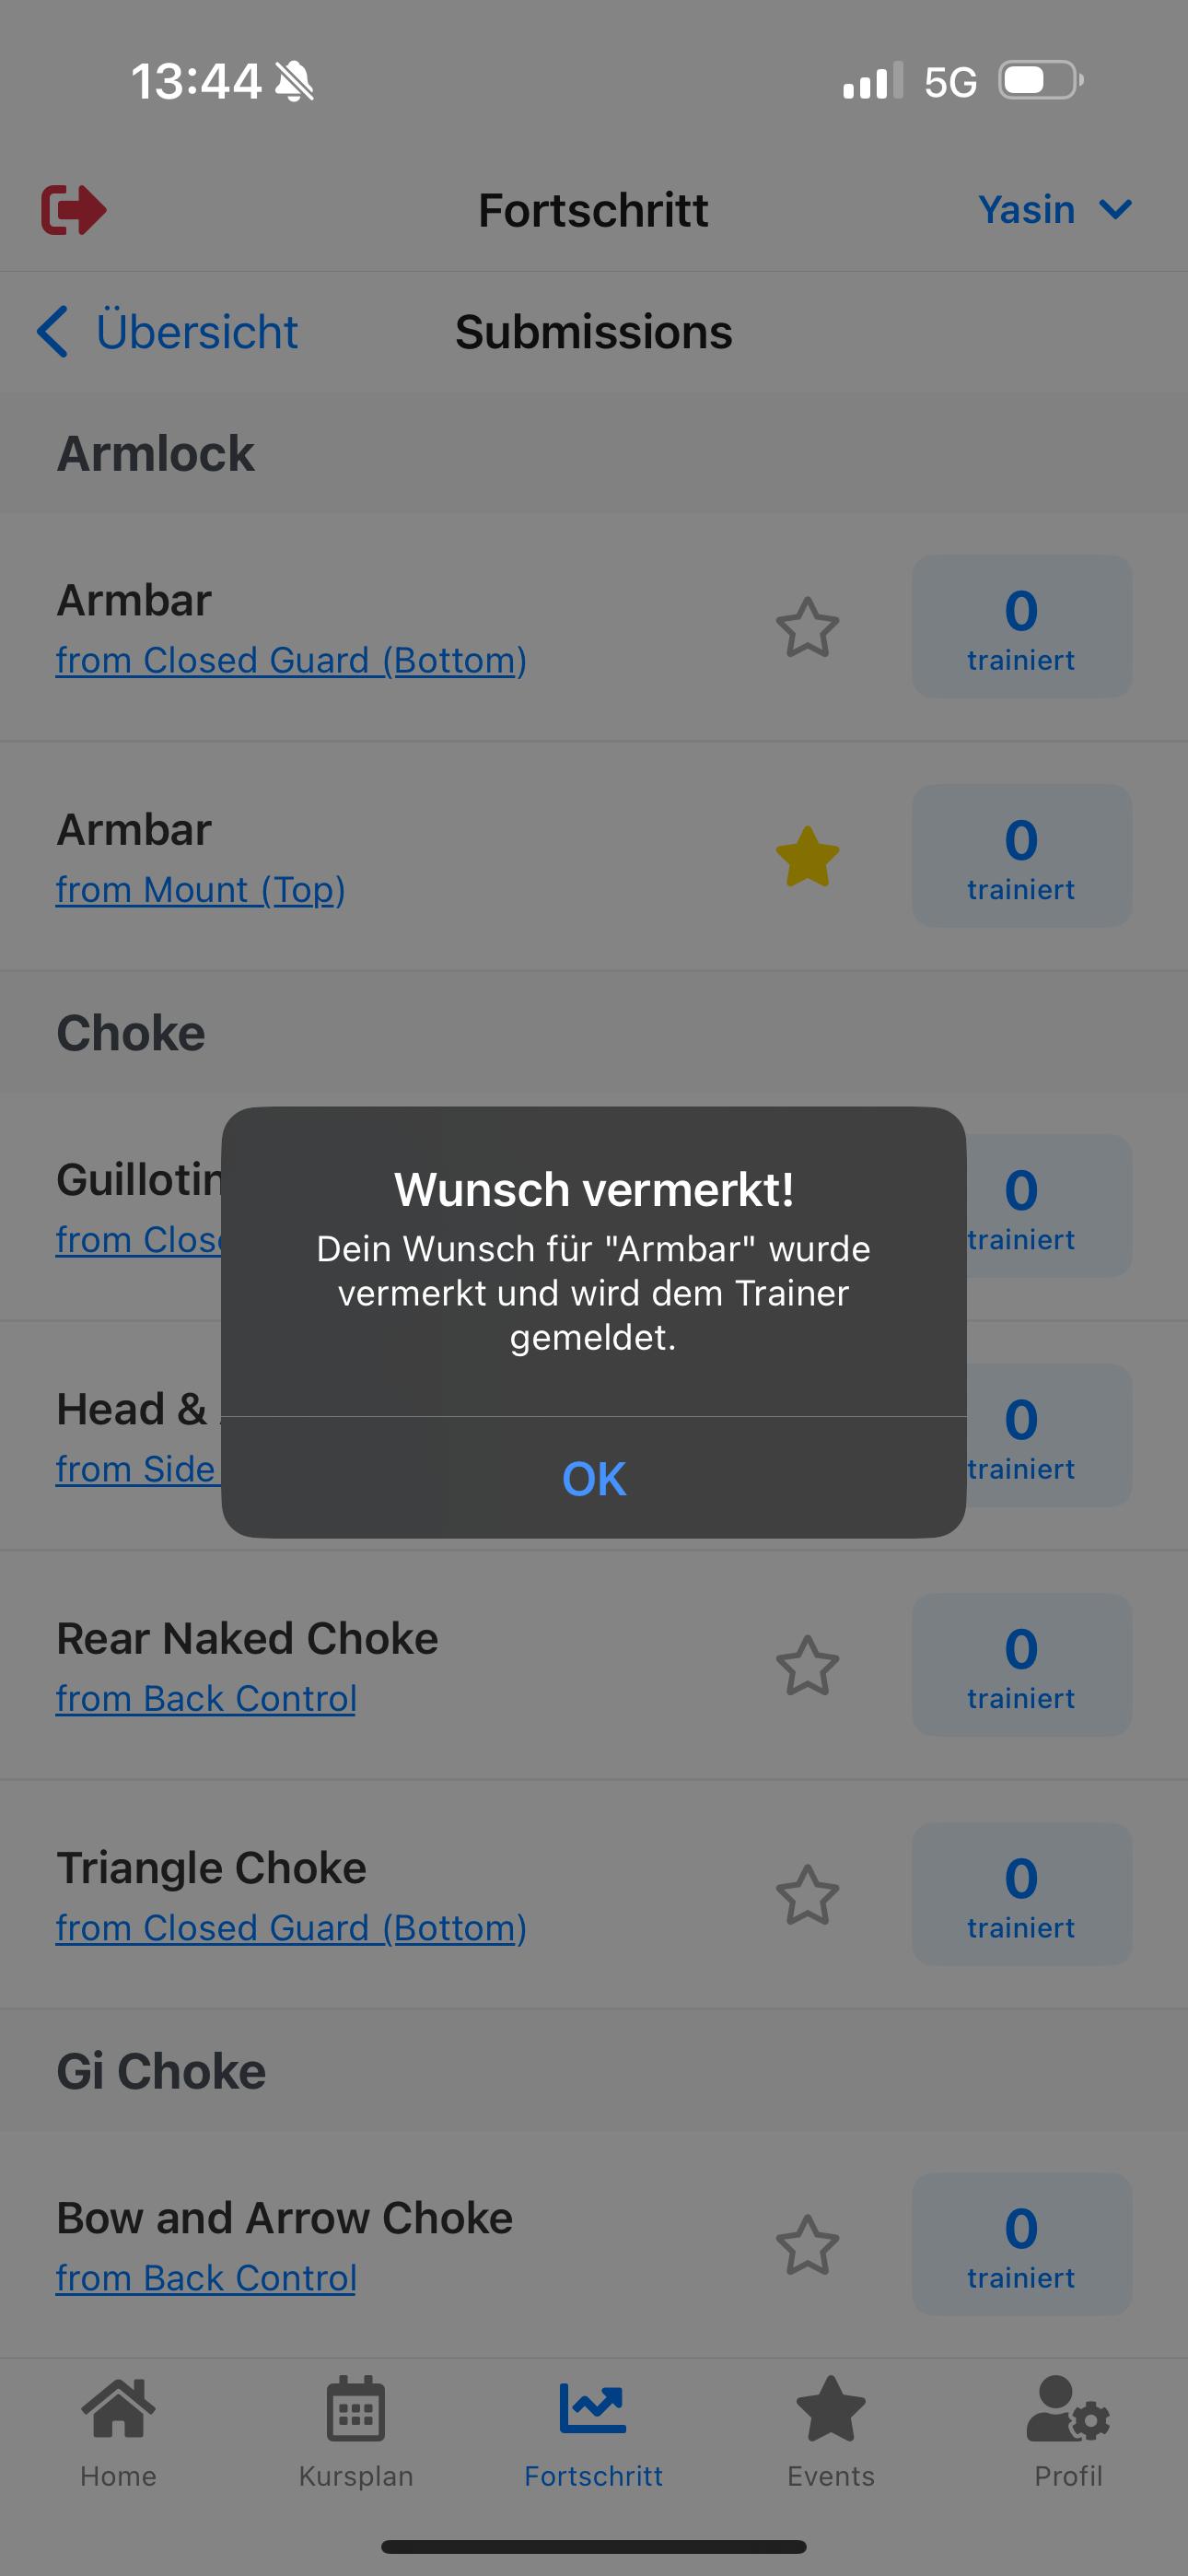 13:44
5G
Fortschritt
Yasin
Übersicht
Submissions
Armlock
Armbar
from Closed Guard (Bottom)
0
trainiert
Armbar
from Mount (Top)
0
trainiert
Choke
Guillotin
from Clos
0
trainiert
Wunsch vermerkt!
Dein Wunsch für "Armbar" wurde
vermerkt und wird dem Trainer
gemeldet.
OK
Head &
from Side
0
trainiert
Rear Naked Choke
from Back Control
0
trainiert
Triangle Choke
from Closed Guard (Bottom)
0
trainiert
Gi Choke
Bow and Arrow Choke
from Back Control
0
trainiert
Home
Kursplan
Fortschritt
Events
Profil